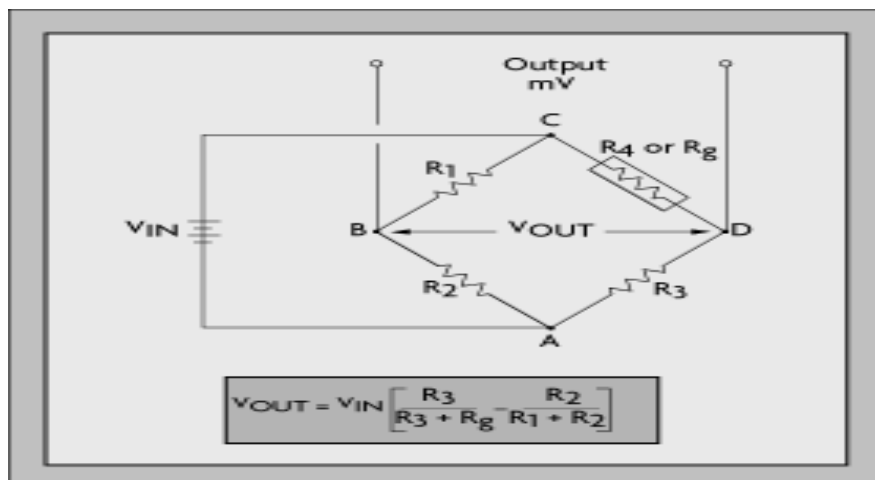 Output
mV
C
R4 or Rg
R1
VIN
B
VOUT
D
R2
R3
A
VOUT = VIN [ R3 / R3 + Rg - R2 / R1 + R2 ]